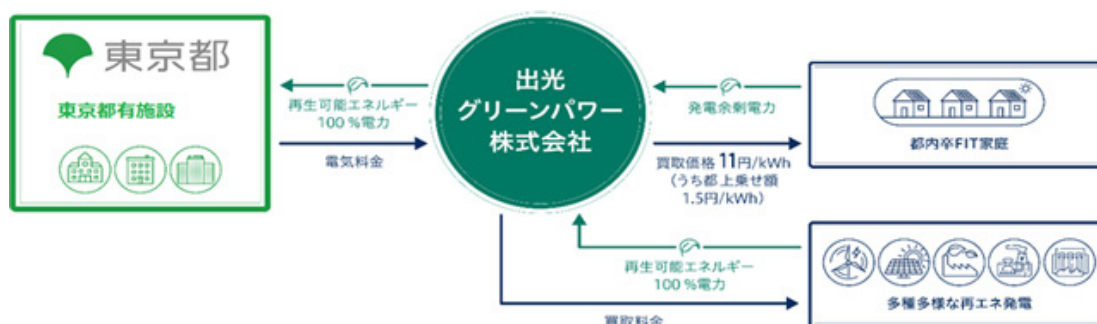 東京都
東京都有施設
再生可能エネルギー
100%電力
電気料金
出光
グリーンパワー
株式会社
発電余剰電力
買取価格 11円/kWh
(うち都上乗せ額
1.5円/kWh)
都内卒FIT家庭
再生可能エネルギー
100%電力
買取料金
多種多様な再エネ発電